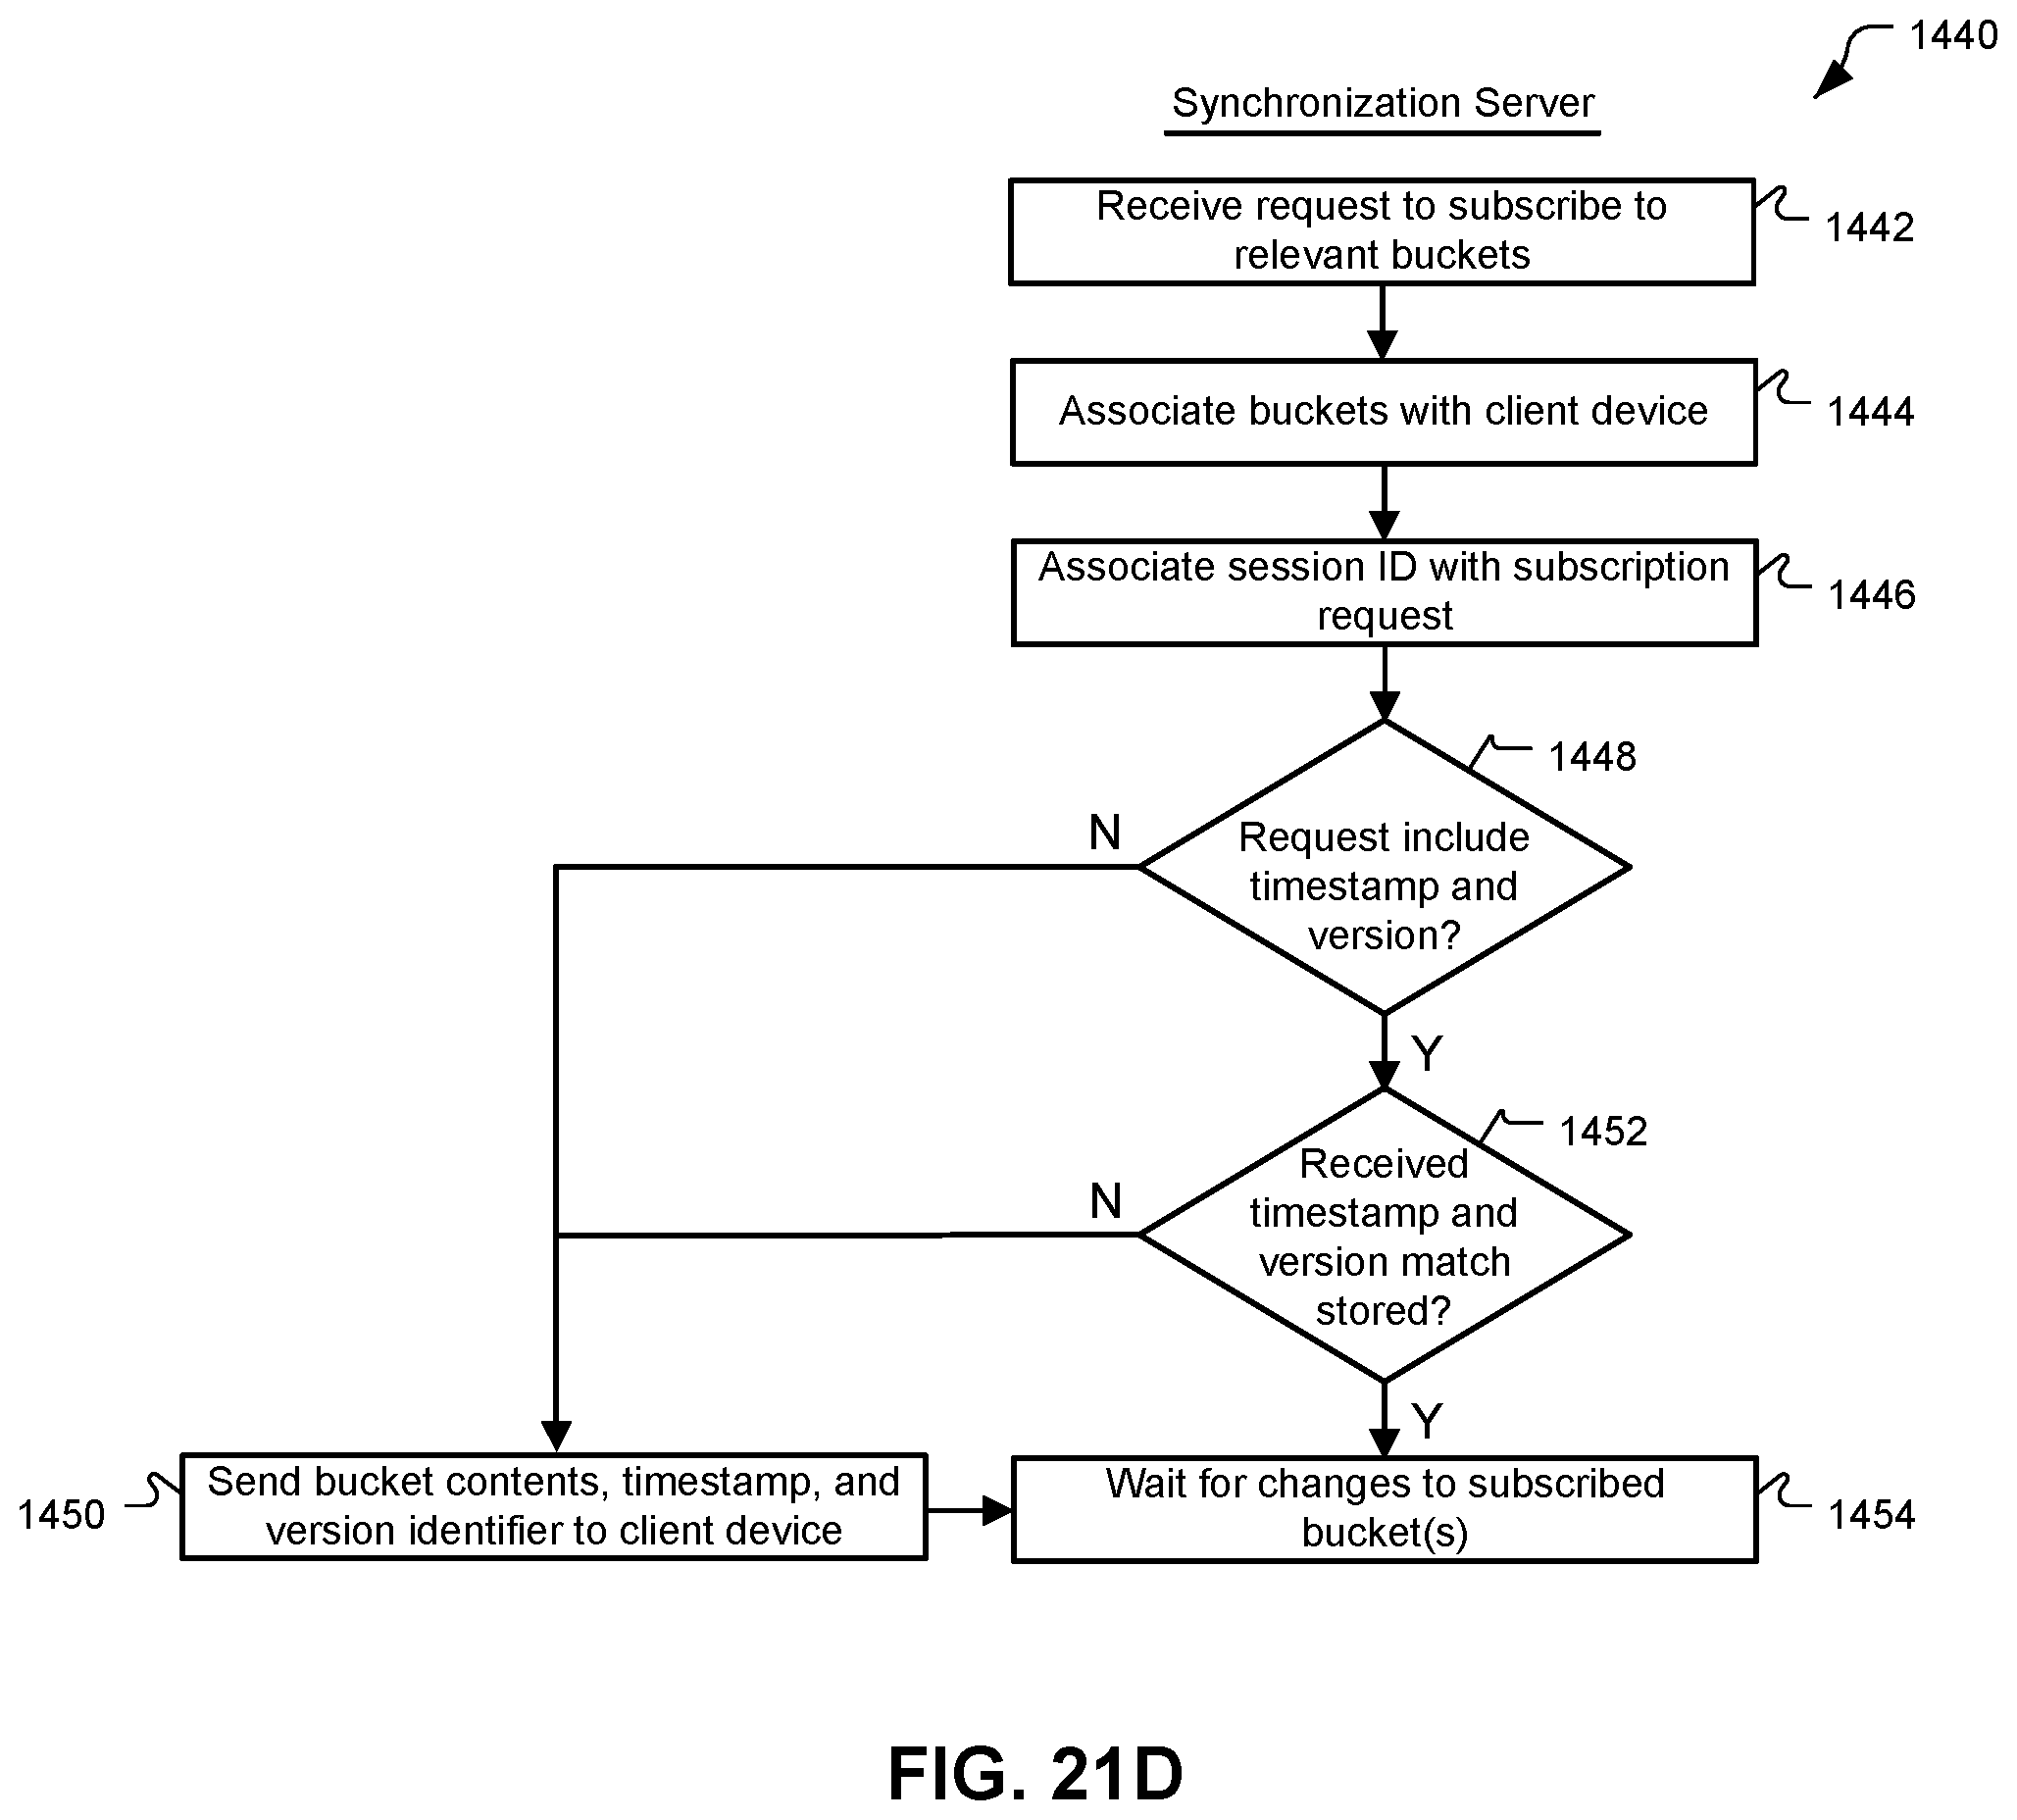 1440
Synchronization Server
Receive request to subscribe to
relevant buckets
1442
Associate buckets with client device
1444
Associate session ID with subscription
request
1446
1448
N
Request include
timestamp and
version?
Y
1452
N
Received
timestamp and
version match
stored?
Y
1450
Send bucket contents, timestamp, and
version identifier to client device
Wait for changes to subscribed
bucket(s)
1454
FIG. 21D